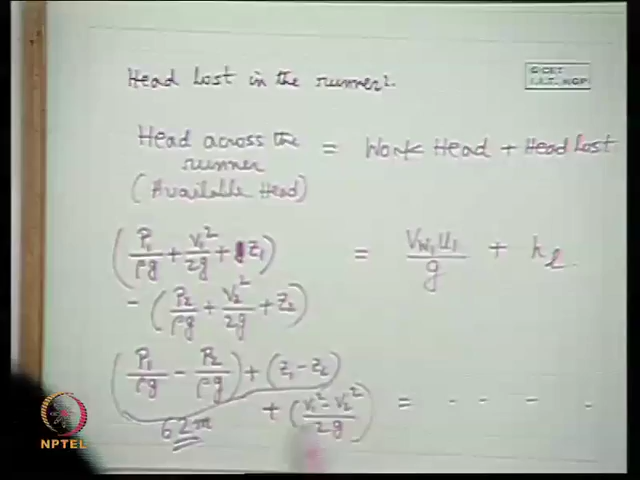 Head Lost in the runner?
© CET
I.I.T. KGP
Head across the runner = Work Head + Head Lost
(Available Head)
(P₁/ρg + V₁²/2g + z₁) = Vw₁u₁/g + h_L
- (P₂/ρg + V₂²/2g + z₂)
(P₁/ρg - P₂/ρg) + (z₁ - z₂)
62m + (V₁² - V₂²/2g) = - - - .
NPTEL